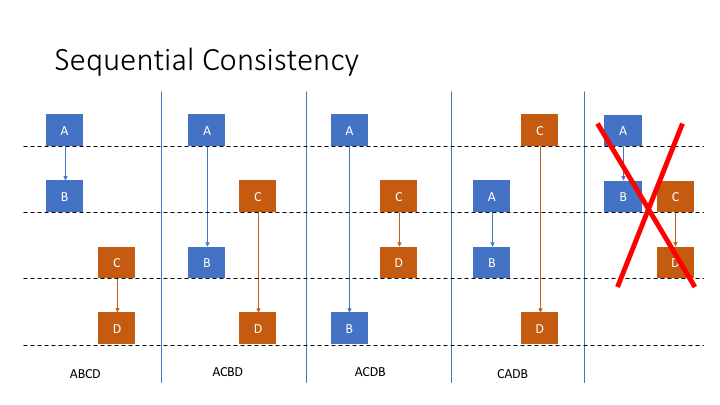 Sequential Consistency
A A A C A
B C C A B C
C B D B D
D D B D
ABCD ACBD ACDB CADB